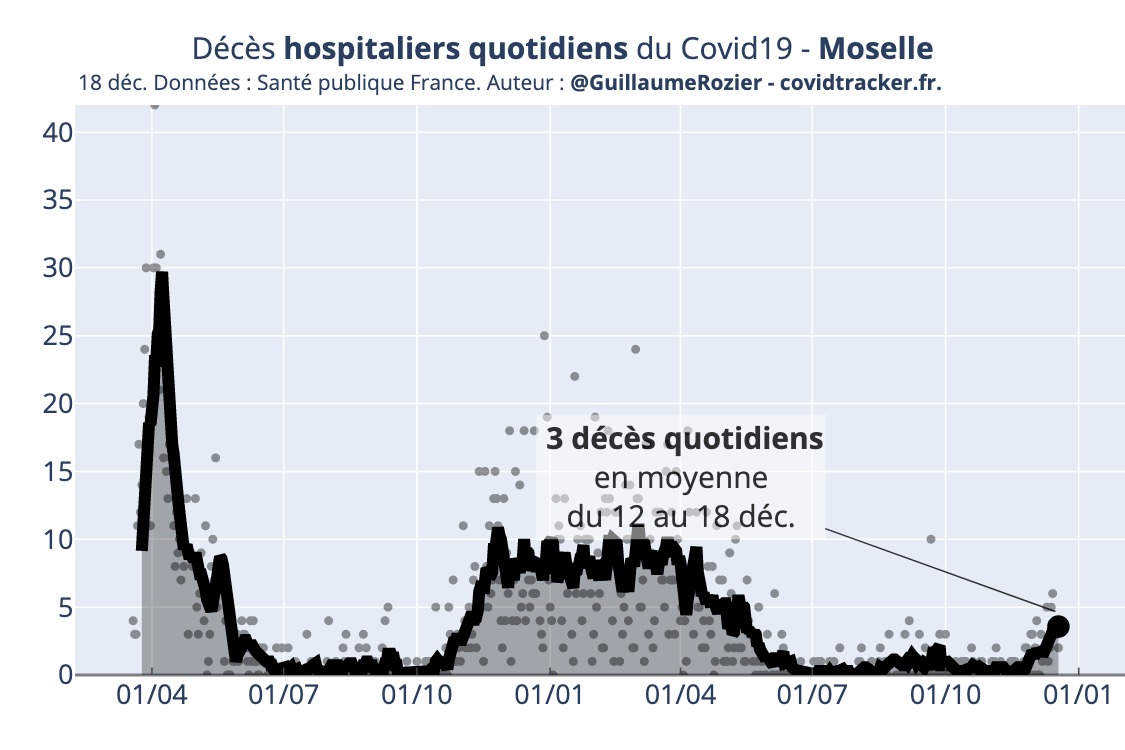 Décès hospitaliers quotidiens du Covid19 - Moselle
18 déc. Données : Santé publique France. Auteur : @GuillaumeRozier - covidtracker.fr.
40
35
30
25
20
15
10
5
0
3 décès quotidiens
en moyenne
du 12 au 18 déc.
01/04 01/07 01/10 01/01 01/04 01/07 01/10 01/01